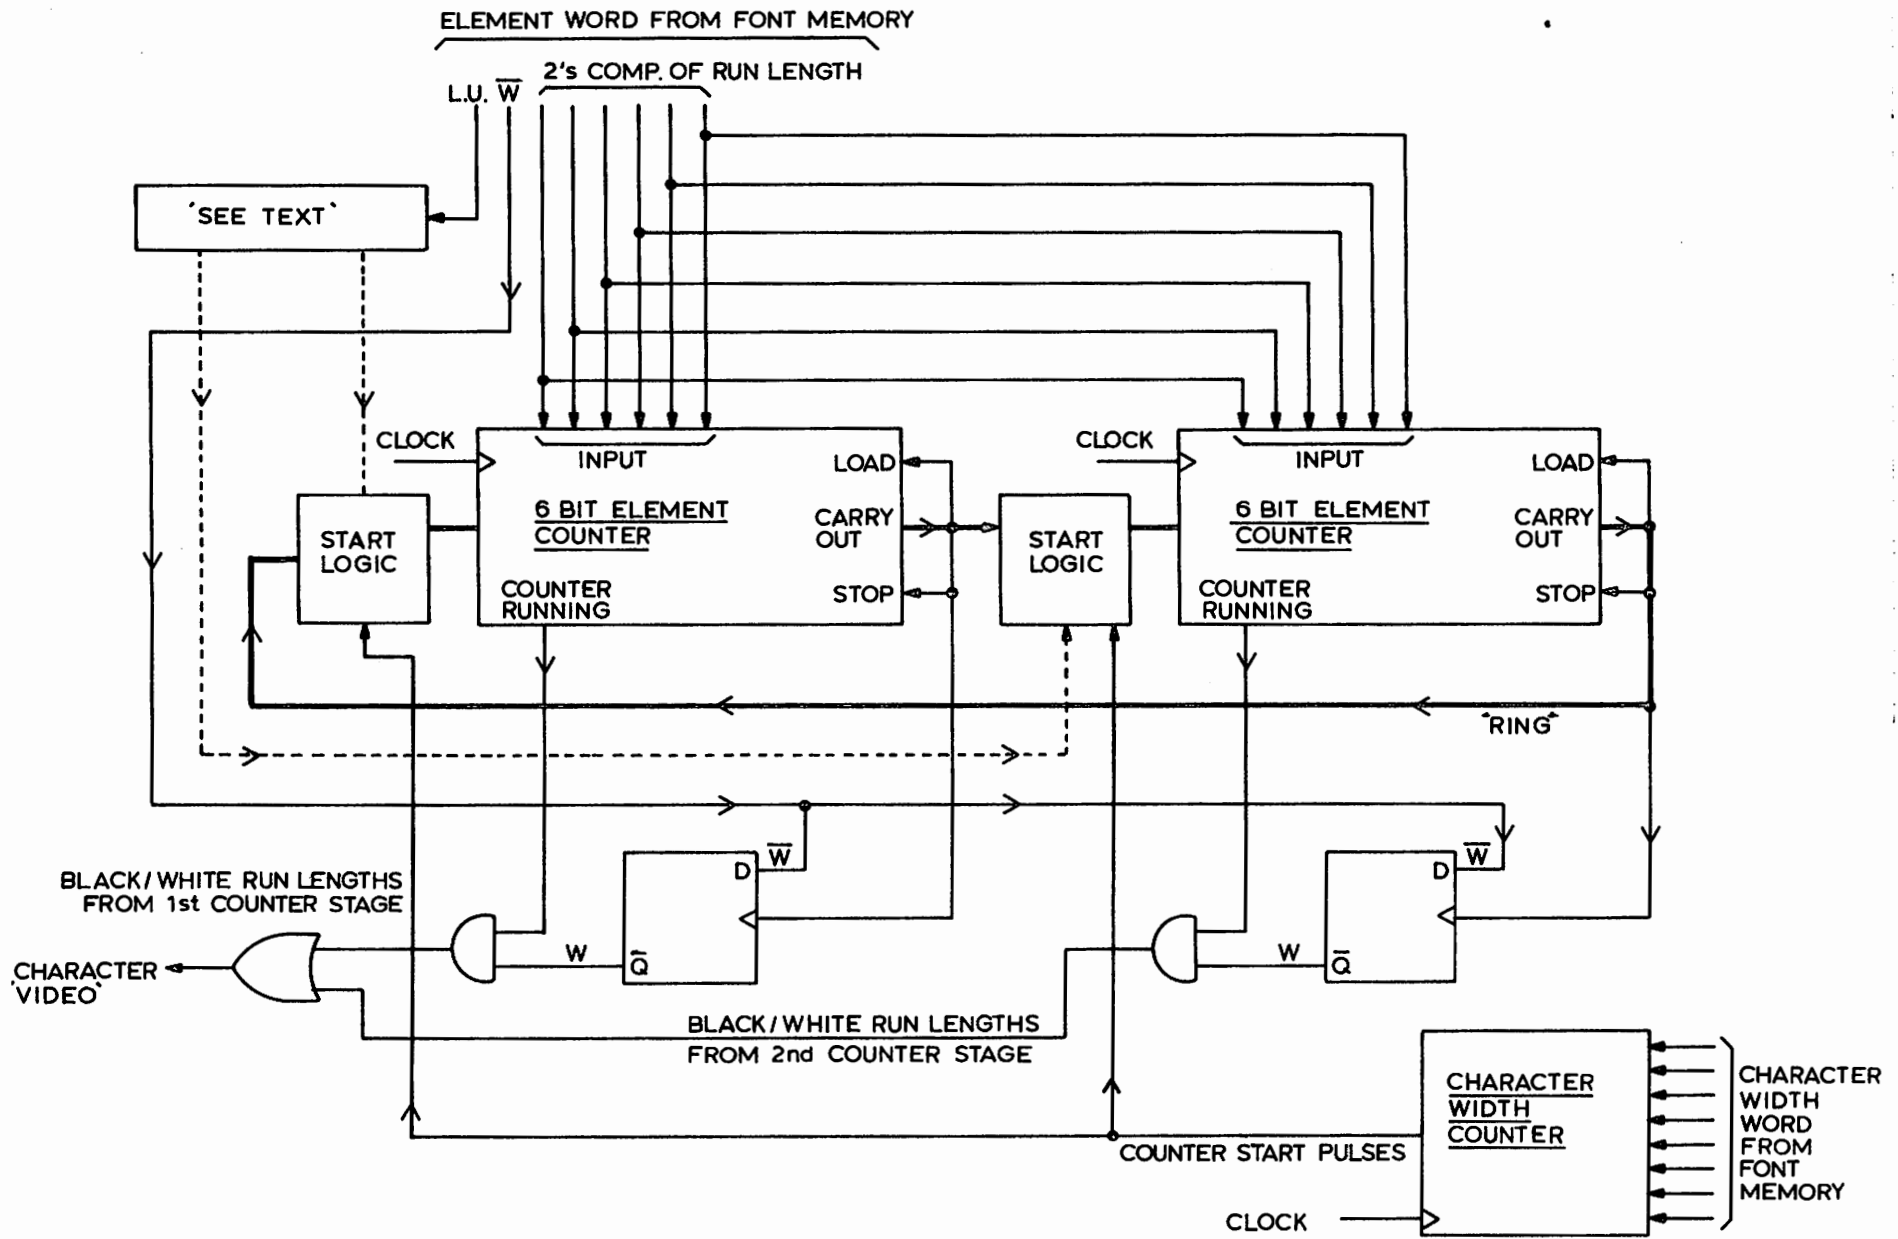 ELEMENT WORD FROM FONT MEMORY
2's COMP. OF RUN LENGTH
L.U. W̅
'SEE TEXT'
CLOCK
INPUT
LOAD
6 BIT ELEMENT
COUNTER
CARRY
OUT
STOP
COUNTER
RUNNING
START
LOGIC
CLOCK
INPUT
LOAD
6 BIT ELEMENT
COUNTER
CARRY
OUT
STOP
COUNTER
RUNNING
START
LOGIC
"RING"
D W̅
Q̅ W
D W̅
Q̅ W
BLACK/WHITE RUN LENGTHS
FROM 1st COUNTER STAGE
CHARACTER
'VIDEO'
BLACK/WHITE RUN LENGTHS
FROM 2nd COUNTER STAGE
CHARACTER
WIDTH
COUNTER
COUNTER START PULSES
CLOCK
CHARACTER
WIDTH
WORD
FROM
FONT
MEMORY